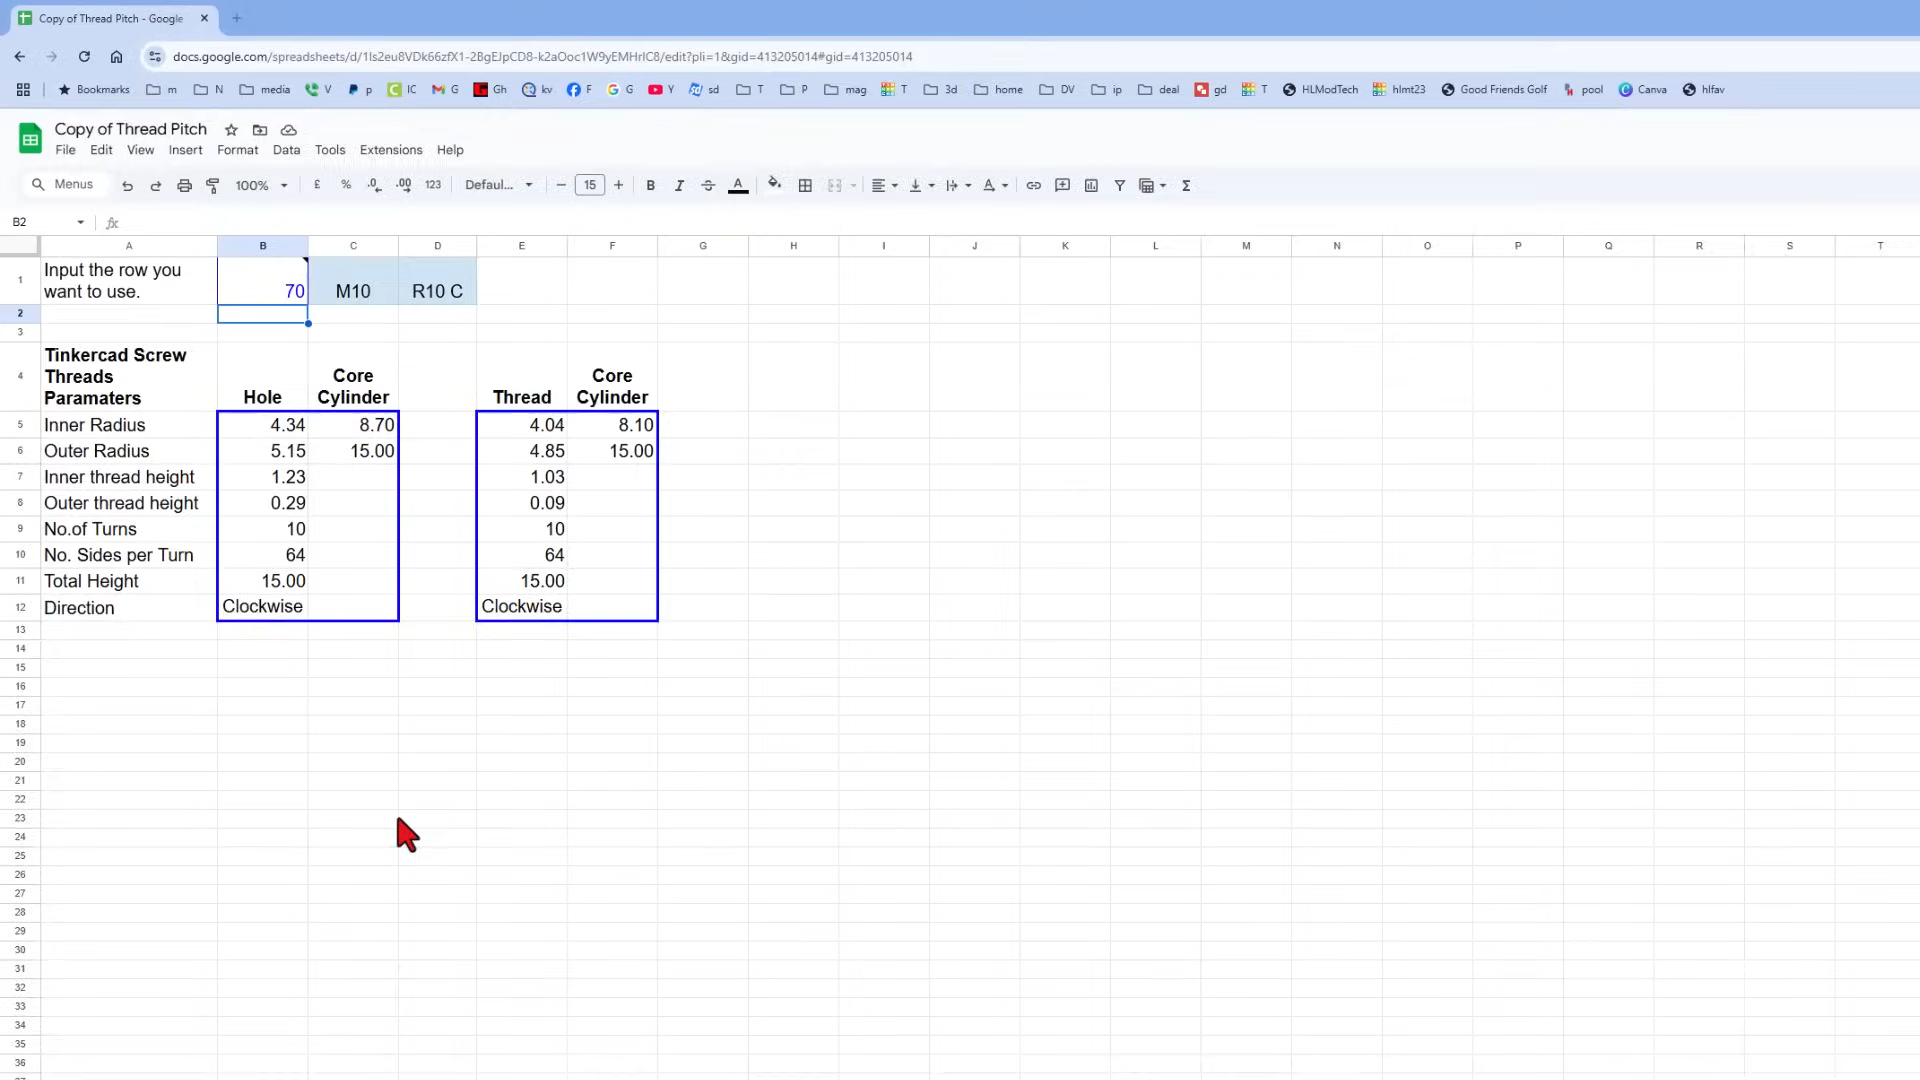 Copy of Thread Pitch - Google
docs.google.com/spreadsheets/d/1Is2eu8VDk66zfX1-2BgEJpCD8-k2aOoc1W9yEMHrIC8/edit?pli=1&gid=413205014#gid=413205014
Bookmarks m N media V p IC G Gh kv F G Y sd T P mag T 3d home DV ip deal gd T HLModTech hlmt23 Good Friends Golf pool Canva hlfav
Copy of Thread Pitch
File Edit View Insert Format Data Tools Extensions Help
Menus 100% £ % .0 .00 123 Defaul... 15 B I A Σ
B2 fx
A B C D E F G H I J K L M N O P Q R S T
1 Input the row you
want to use. 70 M10 R10 C
2
3
4 Tinkercad Screw
Threads
Paramaters Hole Core
Cylinder Thread Core
Cylinder
5 Inner Radius 4.34 8.70 4.04 8.10
6 Outer Radius 5.15 15.00 4.85 15.00
7 Inner thread height 1.23 1.03
8 Outer thread height 0.29 0.09
9 No.of Turns 10 10
10 No. Sides per Turn 64 64
11 Total Height 15.00 15.00
12 Direction Clockwise Clockwise
13
14
15
16
17
18
19
20
21
22
23
24
25
26
27
28
29
30
31
32
33
34
35
36